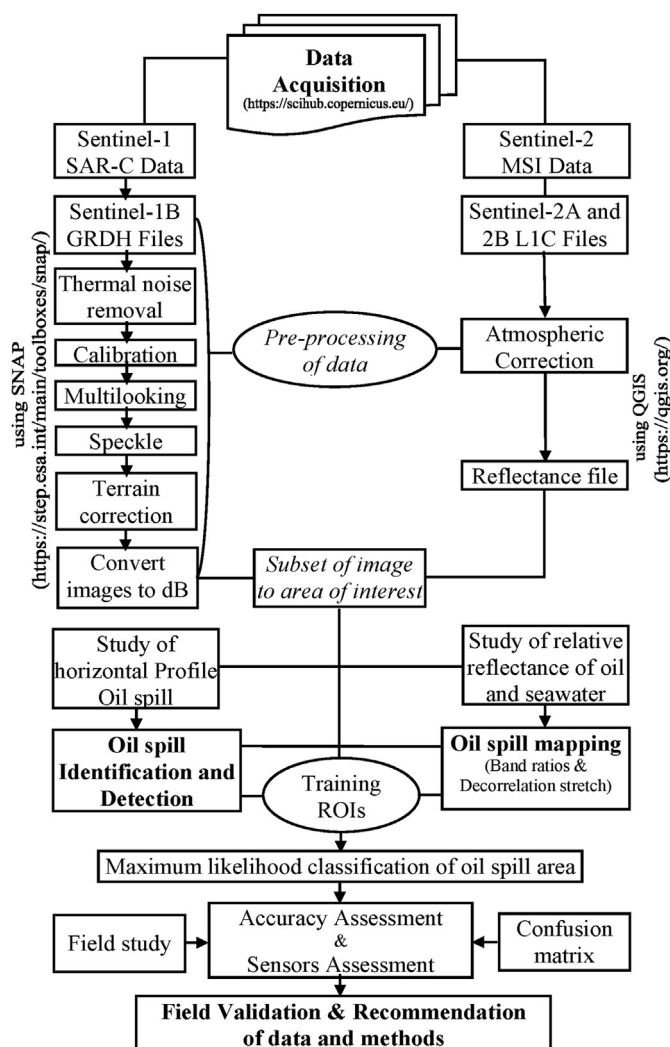 Data
Acquisition
(https://scihub.copernicus.eu/)
Sentinel-1
SAR-C Data
Sentinel-2
MSI Data
Sentinel-1B
GRDH Files
Sentinel-2A and
2B L1C Files
Thermal noise
removal
Calibration
Multilooking
Speckle
Terrain
correction
Convert
images to dB
using SNAP
(https://step.esa.int/main/toolboxes/snap/)
Pre-processing
of data
Atmospheric
Correction
Reflectance file
using QGIS
(https://qgis.org/)
Subset of image
to area of interest
Study of
horizontal Profile
Oil spill
Study of relative
reflectance of oil
and seawater
Oil spill
Identification and
Detection
Oil spill mapping
(Band ratios &
Decorrelation stretch)
Training
ROIs
Maximum likelihood classification of oil spill area
Field study
Accuracy Assessment
&
Sensors Assessment
Confusion
matrix
Field Validation & Recommendation
of data and methods